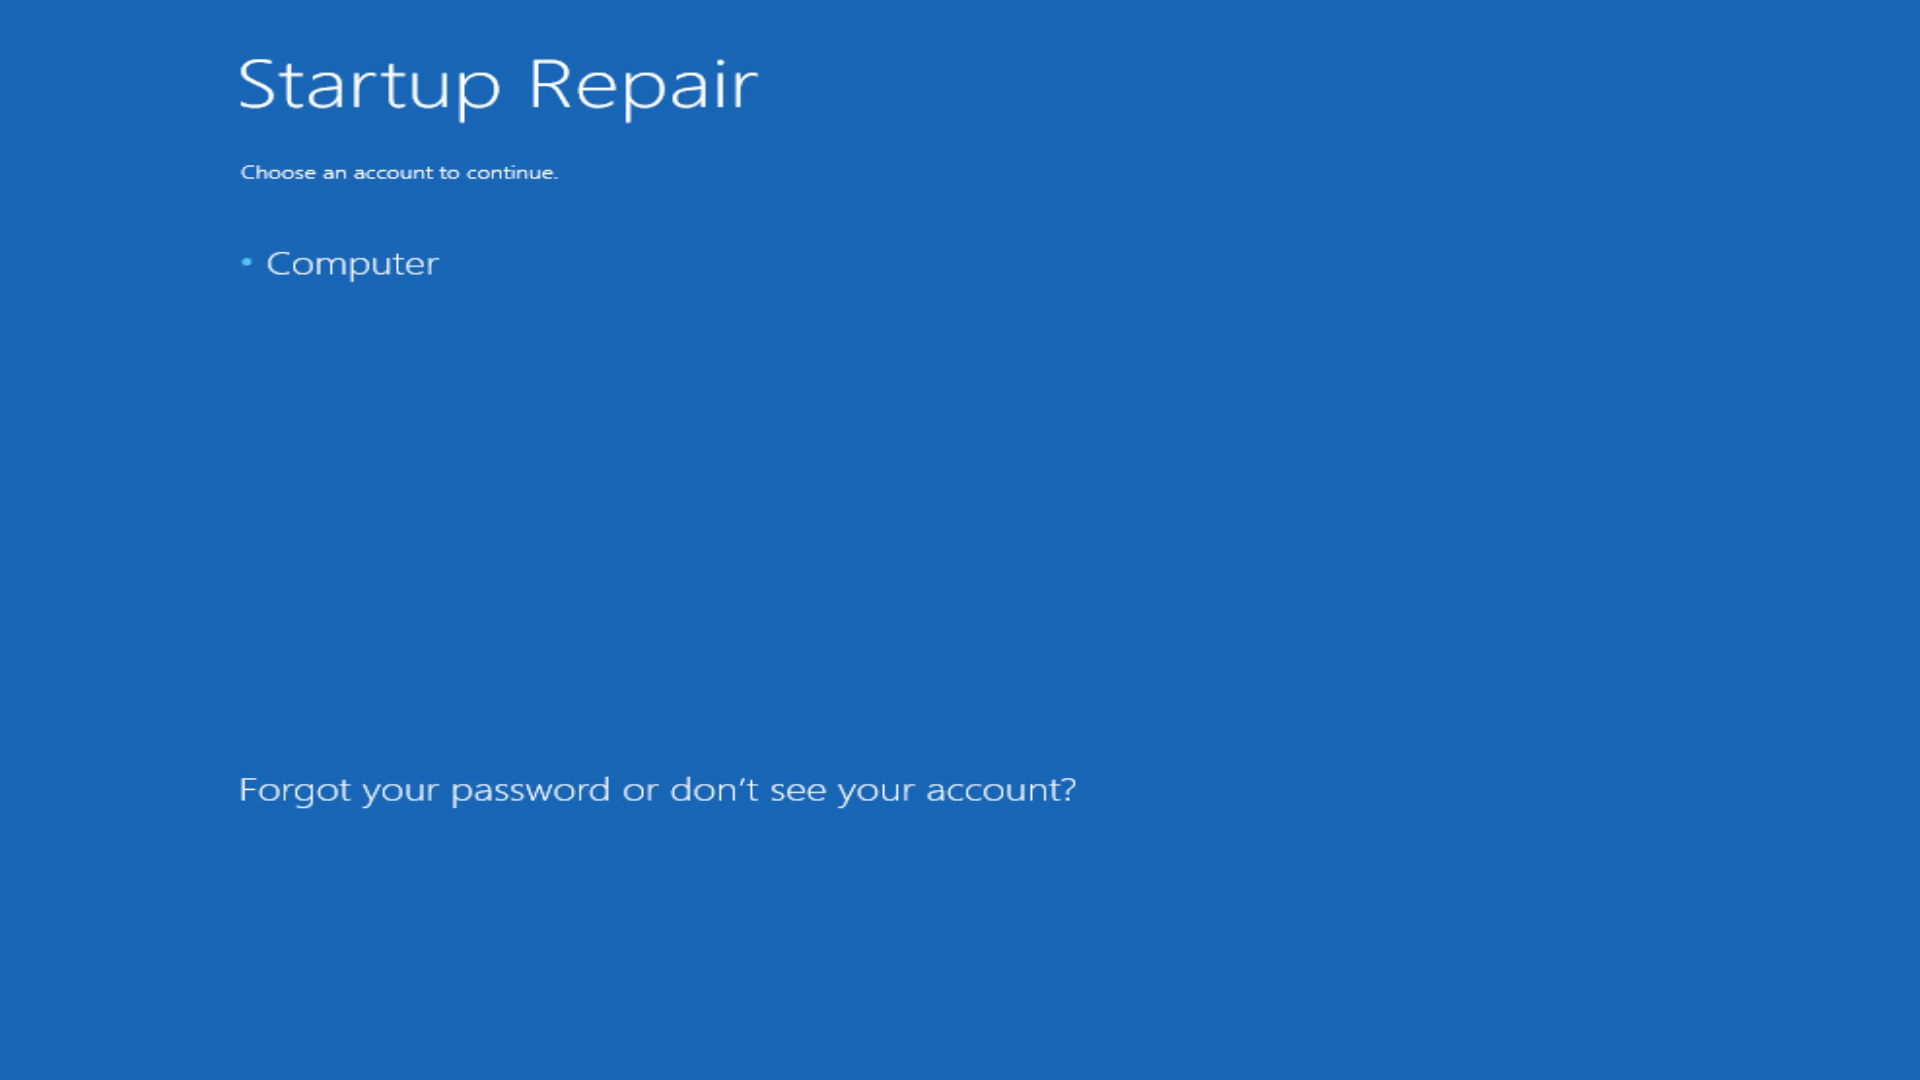 Startup Repair
Choose an account to continue.
• Computer
Forgot your password or don’t see your account?